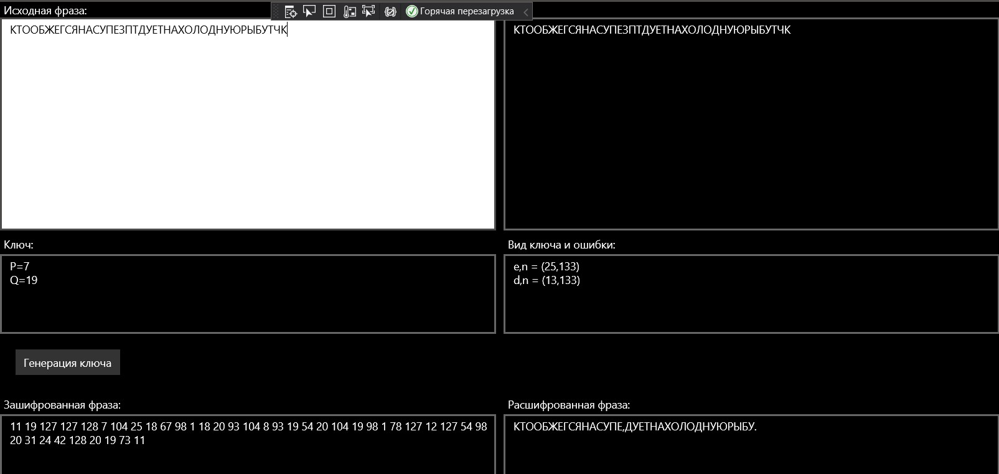 Исходная фраза:
Горячая перезагрузка
КТООБЖЕГСЯНАСУПЕЗПТДУЕТНАХОЛОДНУЮРЫБУТЧК
КТООБЖЕГСЯНАСУПЕЗПТДУЕТНАХОЛОДНУЮРЫБУТЧК
Ключ:
Вид ключа и ошибки:
P=7
Q=19
e,n = (25,133)
d,n = (13,133)
Генерация ключа
Зашифрованная фраза:
Расшифрованная фраза:
11 19 127 127 128 7 104 25 18 67 98 1 18 20 93 104 8 93 19 54 20 104 19 98 1 78 127 12 127 54 98
20 31 24 42 128 20 19 73 11
КТООБЖЕГСЯНАСУПЕ,ДУЕТНАХОЛОДНУЮРЫБУ.